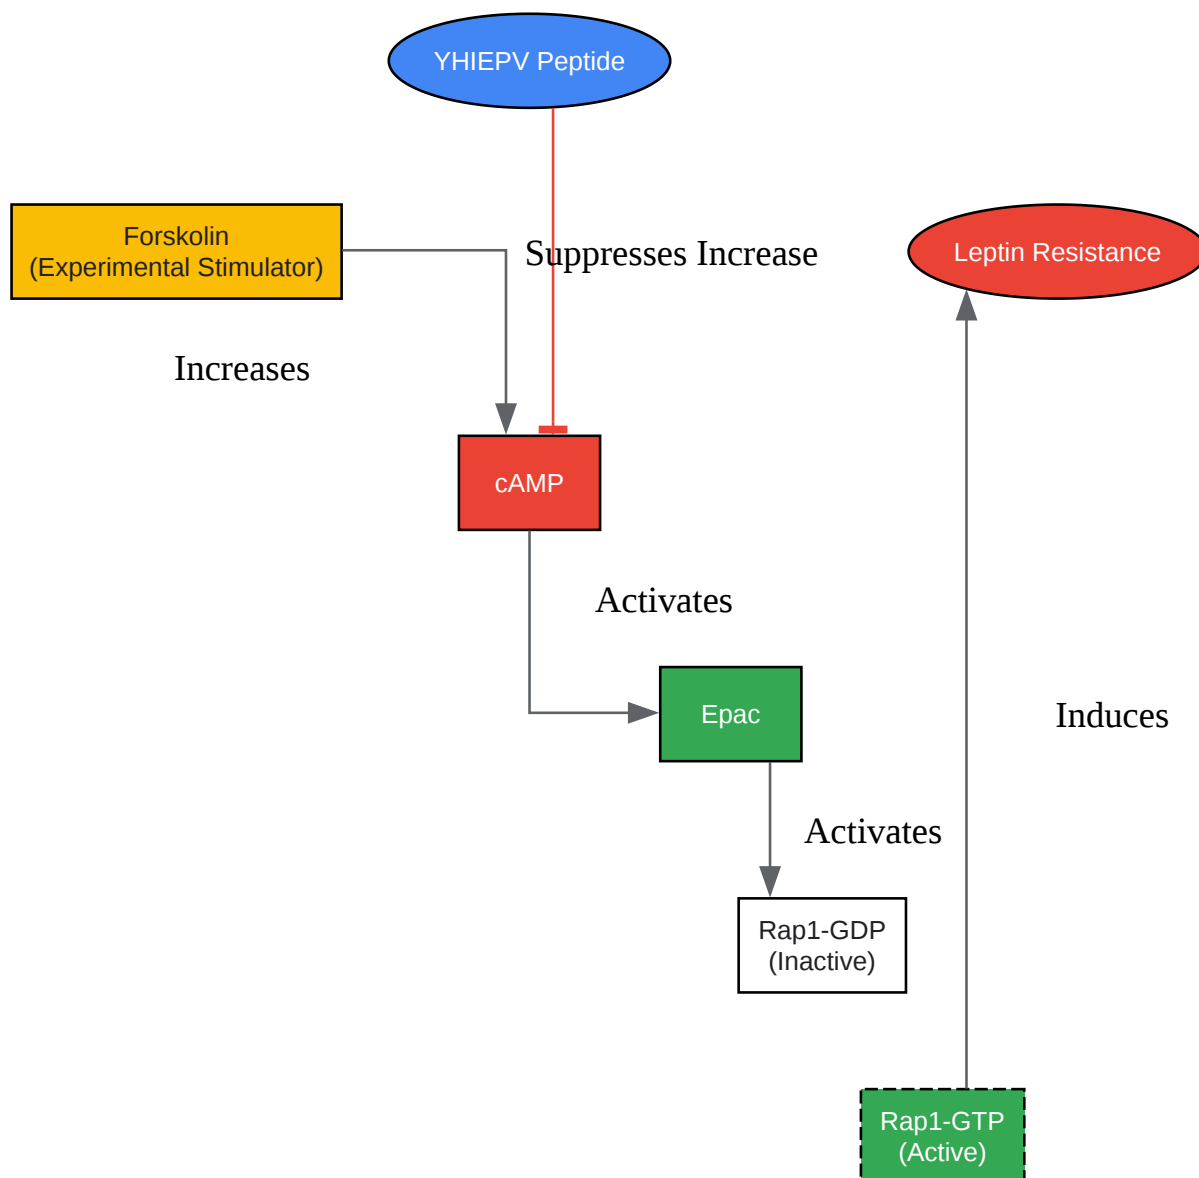 YHIEPV Peptide
Forskolin
(Experimental Stimulator)
Suppresses Increase
Leptin Resistance
Increases
cAMP
Activates
Epac
Induces
Activates
Rap1-GDP
(Inactive)
Rap1-GTP
(Active)